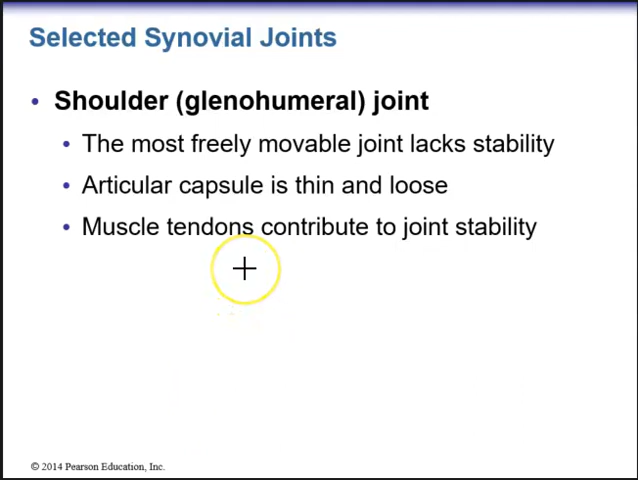 Selected Synovial Joints
• Shoulder (glenohumeral) joint
• The most freely movable joint lacks stability
• Articular capsule is thin and loose
• Muscle tendons contribute to joint stability
© 2014 Pearson Education, Inc.